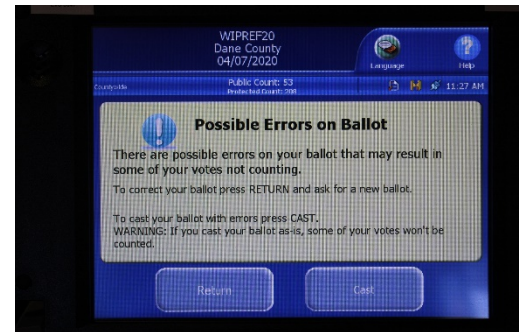 WIPREF20
Dane County
04/07/2020
Language
Help
Countywide
Public Count: 53
Protected Count: 208
11:27 AM
Possible Errors on Ballot
There are possible errors on your ballot that may result in
some of your votes not counting.
To correct your ballot press RETURN and ask for a new ballot.
To cast your ballot with errors press CAST.
WARNING: If you cast your ballot as-is, some of your votes won't be
counted.
Return
Cast